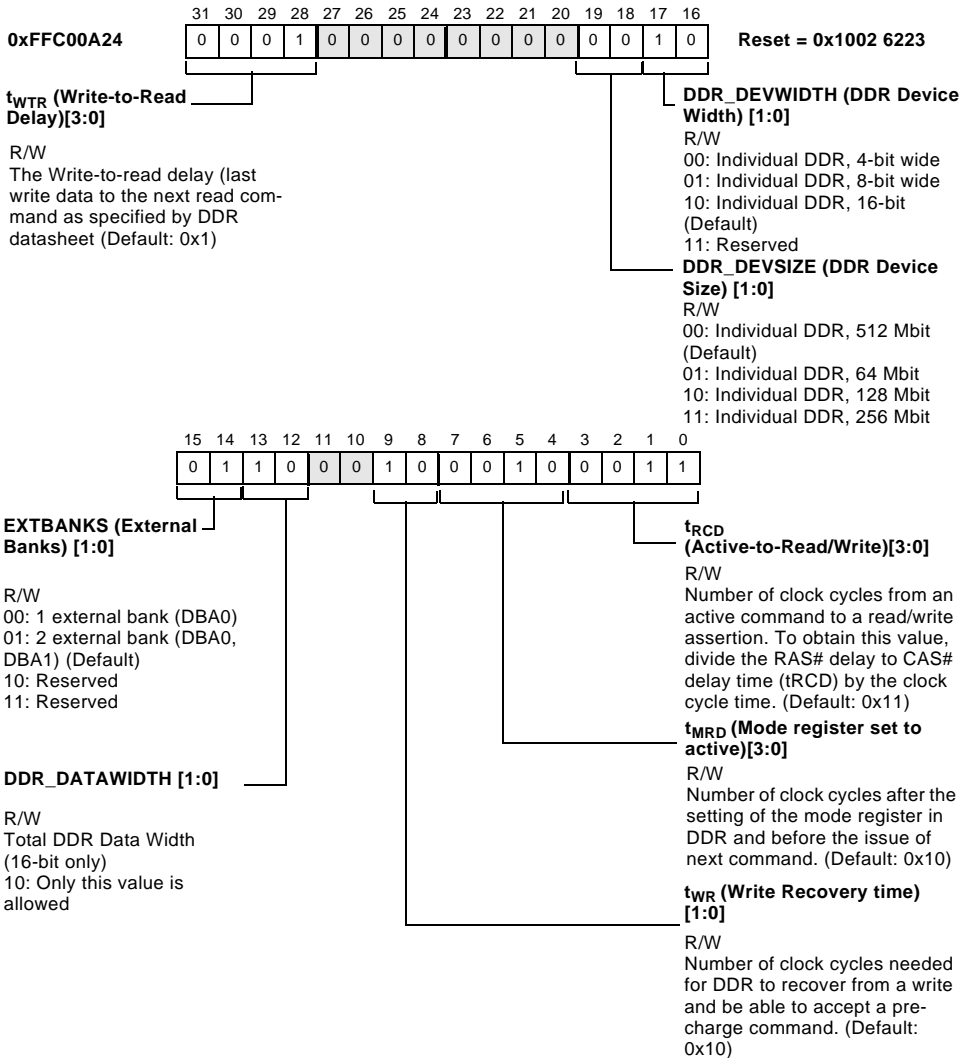 31 30 29 28 27 26 25 24 23 22 21 20 19 18 17 16
0xFFC00A24 0 0 0 1 0 0 0 0 0 0 0 0 0 0 1 0 Reset = 0x1002 6223
tWTR (Write-to-Read
Delay)[3:0]
R/W
The Write-to-read delay (last
write data to the next read com-
mand as specified by DDR
datasheet (Default: 0x1)
DDR_DEVWIDTH (DDR Device
Width) [1:0]
R/W
00: Individual DDR, 4-bit wide
01: Individual DDR, 8-bit wide
10: Individual DDR, 16-bit
(Default)
11: Reserved
DDR_DEVSIZE (DDR Device
Size) [1:0]
R/W
00: Individual DDR, 512 Mbit
(Default)
01: Individual DDR, 64 Mbit
10: Individual DDR, 128 Mbit
11: Individual DDR, 256 Mbit
15 14 13 12 11 10 9 8 7 6 5 4 3 2 1 0
0 1 1 0 0 0 1 0 0 0 1 0 0 0 1 1
EXTBANKS (External
Banks) [1:0]
R/W
00: 1 external bank (DBA0)
01: 2 external bank (DBA0,
DBA1) (Default)
10: Reserved
11: Reserved
DDR_DATAWIDTH [1:0]
R/W
Total DDR Data Width
(16-bit only)
10: Only this value is
allowed
tRCD
(Active-to-Read/Write)[3:0]
R/W
Number of clock cycles from an
active command to a read/write
assertion. To obtain this value,
divide the RAS# delay to CAS#
delay time (tRCD) by the clock
cycle time. (Default: 0x11)
tMRD (Mode register set to
active)[3:0]
R/W
Number of clock cycles after the
setting of the mode register in
DDR and before the issue of
next command. (Default: 0x10)
tWR (Write Recovery time)
[1:0]
R/W
Number of clock cycles needed
for DDR to recover from a write
and be able to accept a pre-
charge command. (Default:
0x10)